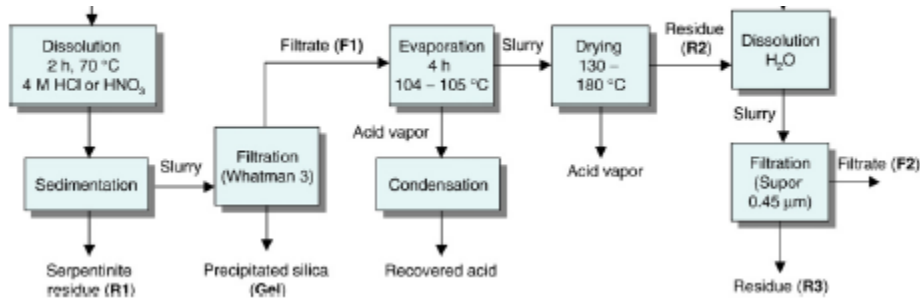 Dissolution
2 h, 70 °C
4 M HCl or HNO₃
Sedimentation
Serpentinite
residue (R1)
Slurry
Filtration
(Whatman 3)
Precipitated silica
(Gel)
Filtrate (F1)
Evaporation
4 h
104 – 105 °C
Acid vapor
Condensation
Recovered acid
Slurry
Drying
130 –
180 °C
Acid vapor
Residue
(R2)
Dissolution
H₂O
Slurry
Filtration
(Supor
0.45 µm)
Filtrate (F2)
Residue (R3)